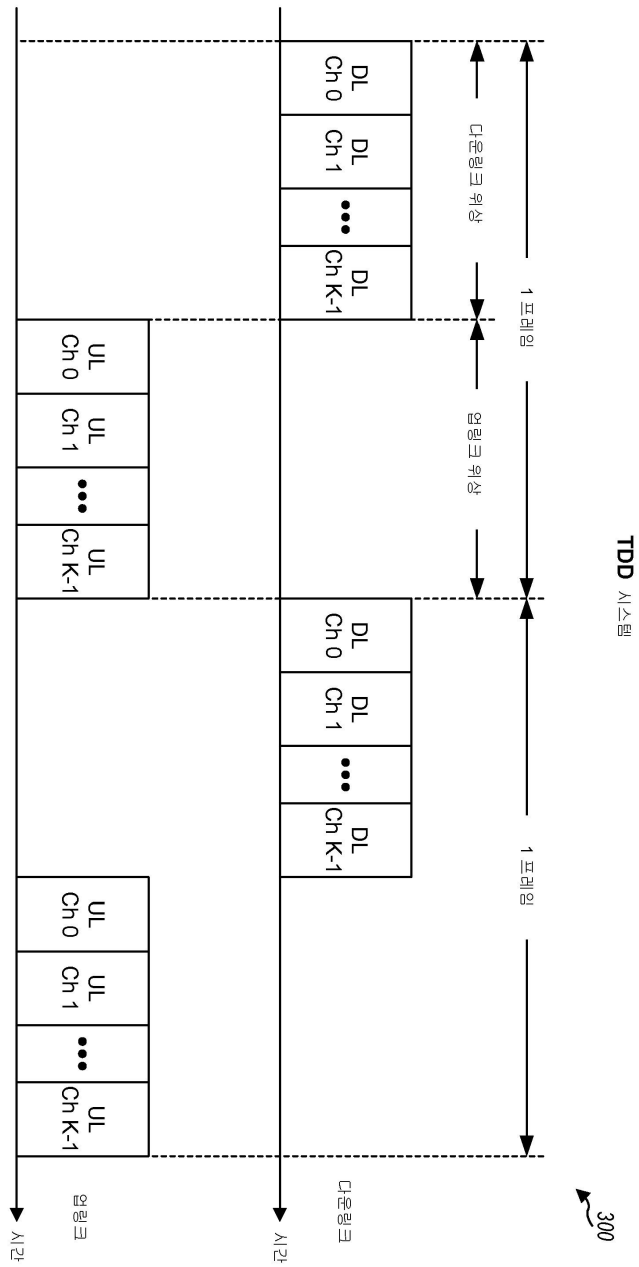 TDD 시스템
300
1 프레임
1 프레임
다운링크 위상
업링크 위상
DL
Ch 0
DL
Ch 1
•••
DL
Ch K-1
DL
Ch 0
DL
Ch 1
•••
DL
Ch K-1
다운링크
시간
UL
Ch 0
UL
Ch 1
•••
UL
Ch K-1
UL
Ch 0
UL
Ch 1
•••
UL
Ch K-1
업링크
시간